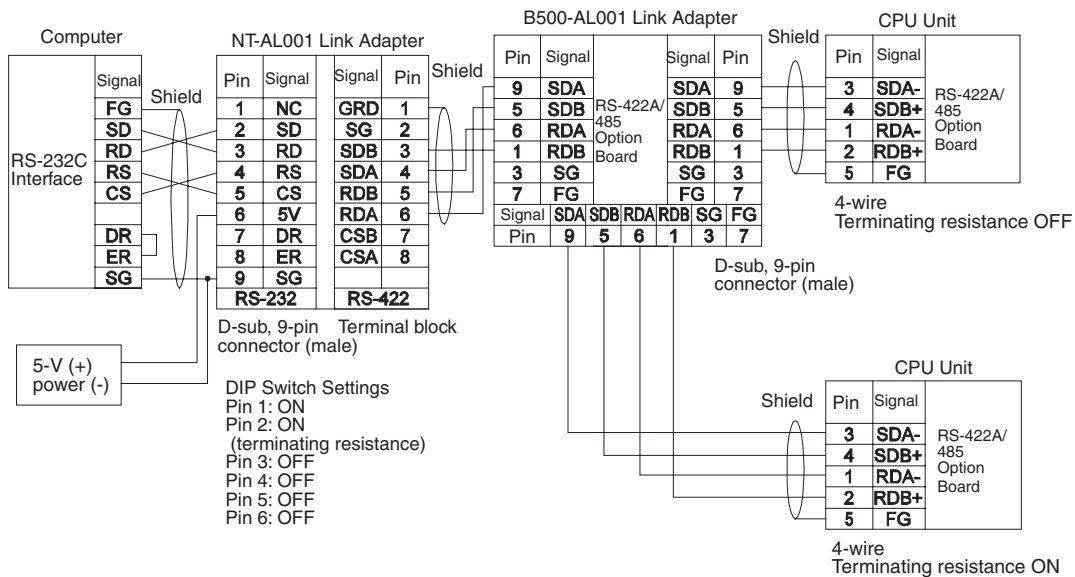 Computer
RS-232C
Interface
Signal
FG
SD
RD
RS
CS
DR
ER
SG
Shield
5-V (+)
power (-)
NT-AL001 Link Adapter
Pin Signal
1 NC
2 SD
3 RD
4 RS
5 CS
6 5V
7 DR
8 ER
9 SG
RS-232
Signal Pin
GRD 1
SG 2
SDB 3
SDA 4
RDB 5
RDA 6
CSB 7
CSA 8
RS-422
D-sub, 9-pin
connector (male)
Terminal block
DIP Switch Settings
Pin 1: ON
Pin 2: ON
(terminating resistance)
Pin 3: OFF
Pin 4: OFF
Pin 5: OFF
Pin 6: OFF
Shield
B500-AL001 Link Adapter
Pin Signal
9 SDA
5 SDB
6 RDA
1 RDB
3 SG
7 FG
RS-422A/
485
Option
Board
Signal Pin
SDA 9
SDB 5
RDA 6
RDB 1
SG 3
FG 7
Signal SDA SDB RDA RDB SG FG
Pin 9 5 6 1 3 7
D-sub, 9-pin
connector (male)
Shield
CPU Unit
Pin Signal
3 SDA-
4 SDB+
1 RDA-
2 RDB+
5 FG
RS-422A/
485
Option
Board
4-wire
Terminating resistance OFF
CPU Unit
Shield
Pin Signal
3 SDA-
4 SDB+
1 RDA-
2 RDB+
5 FG
RS-422A/
485
Option
Board
4-wire
Terminating resistance ON